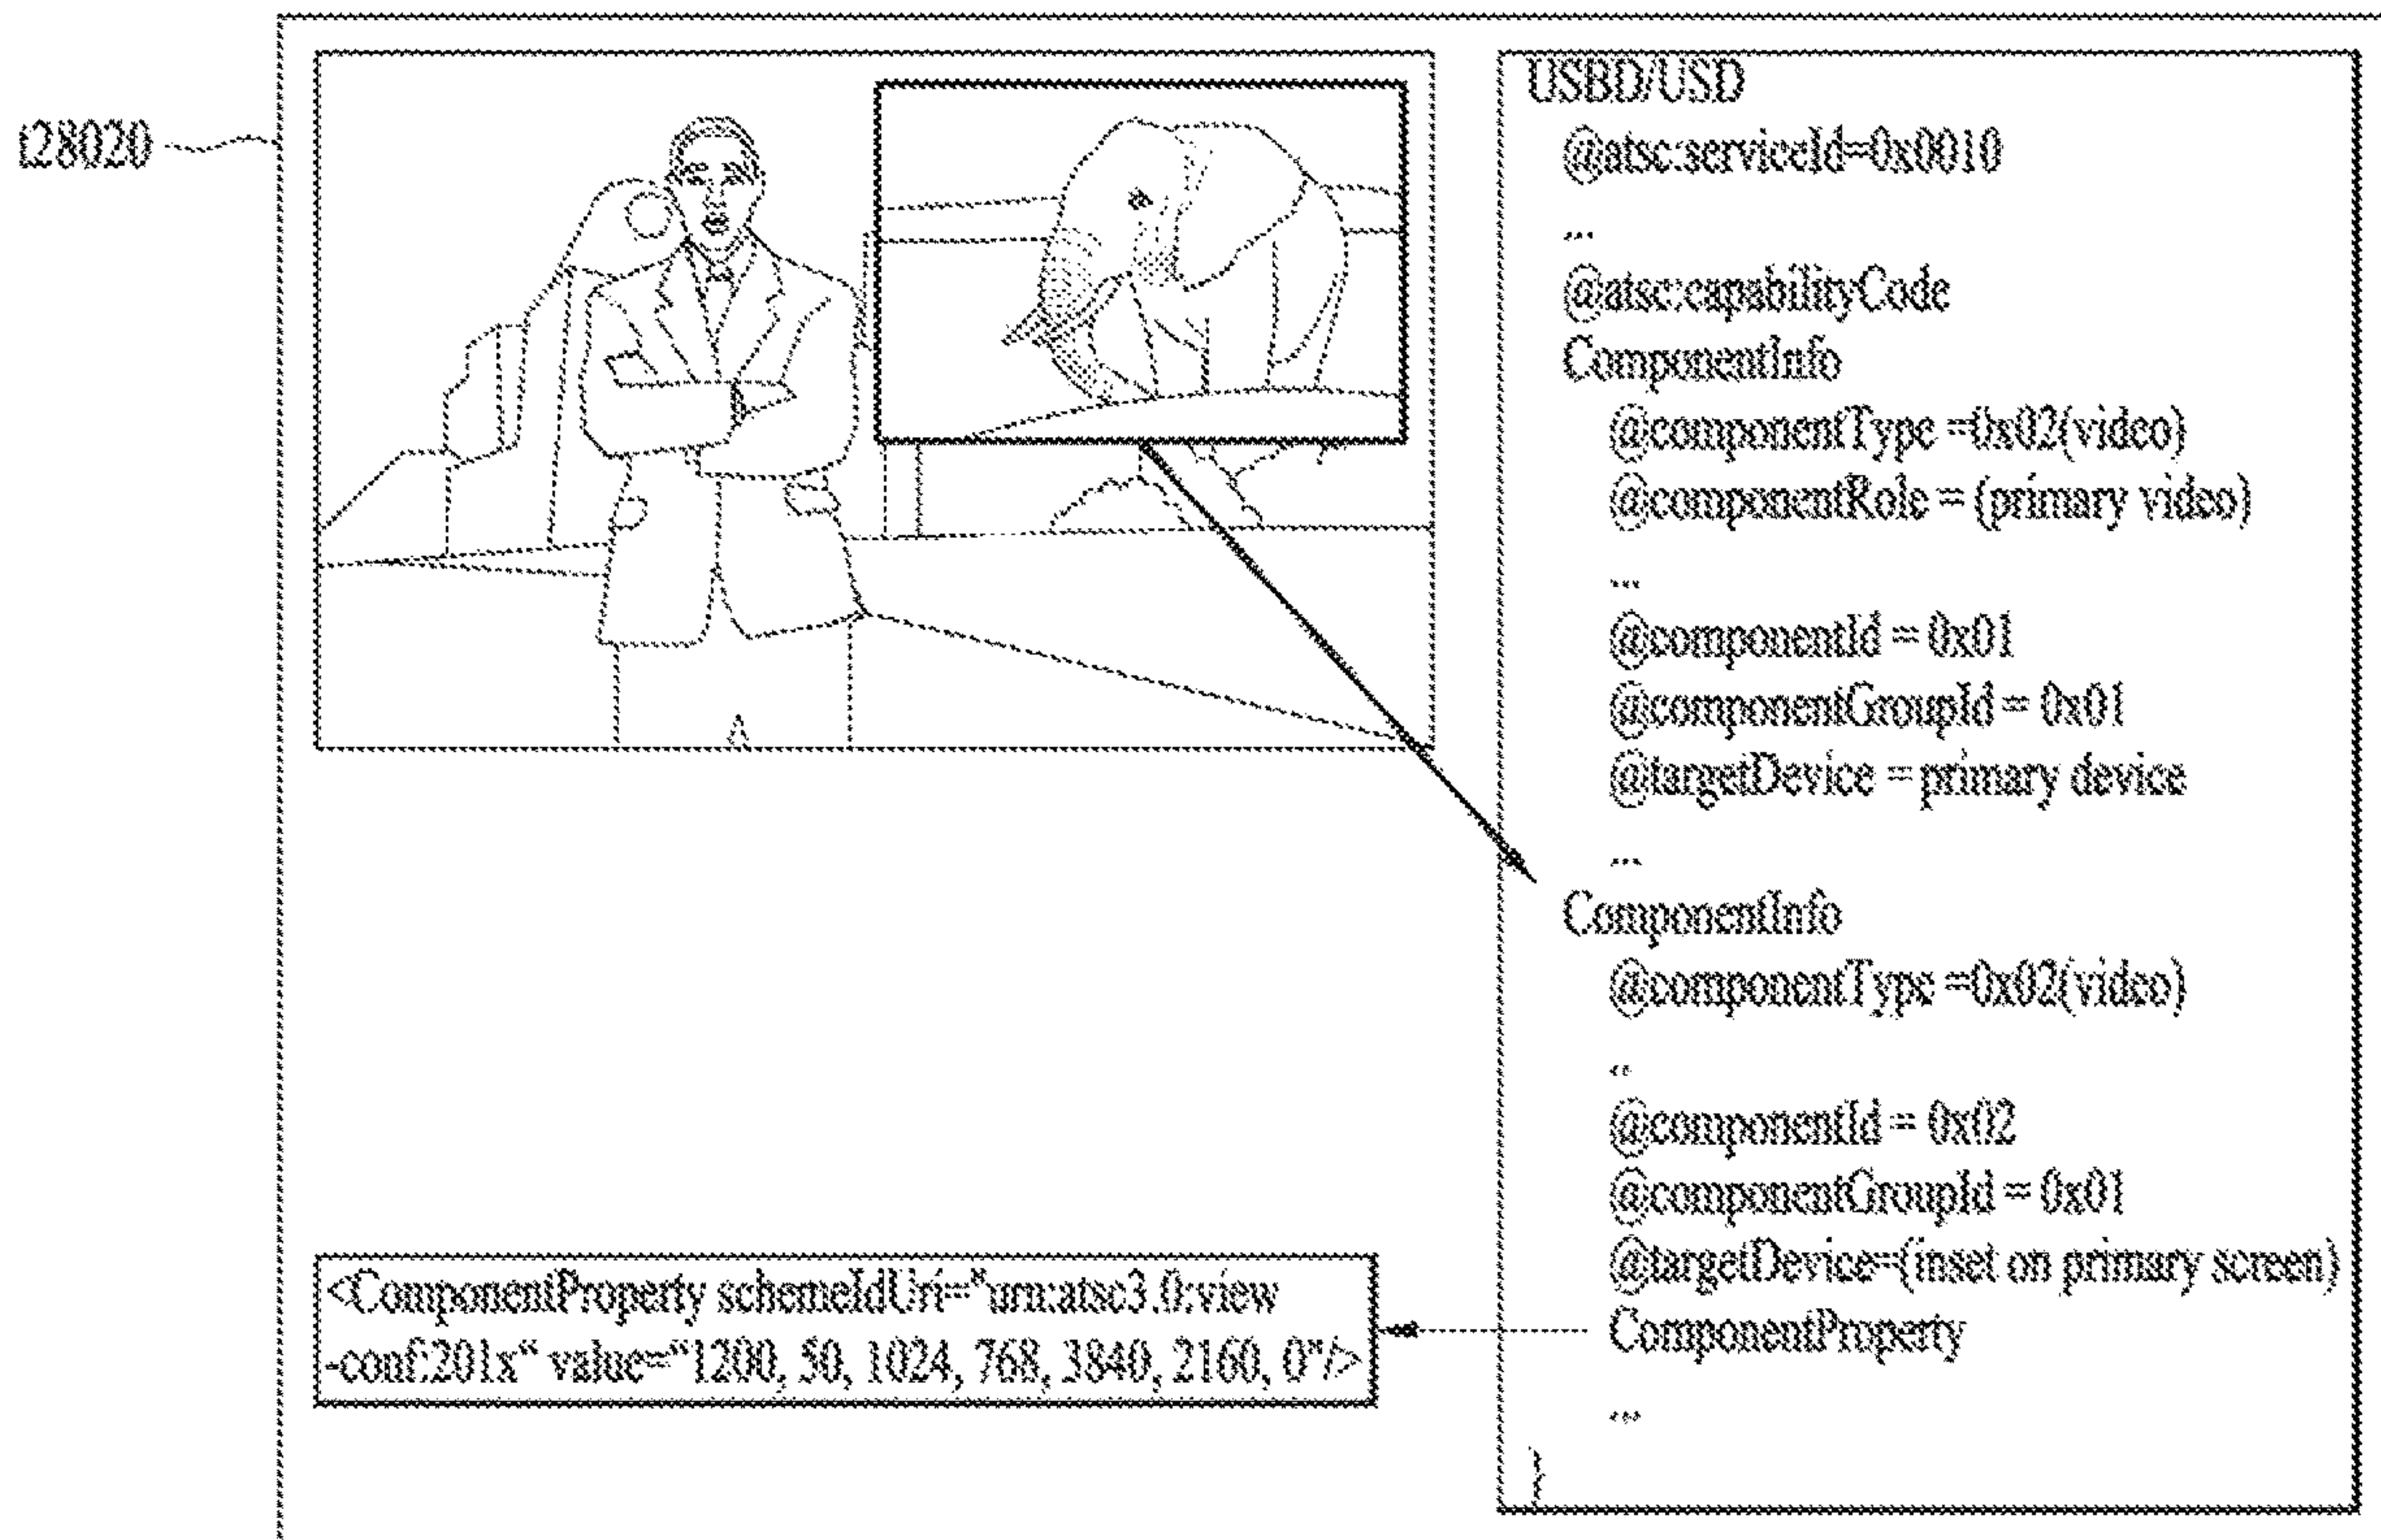 t28020
USBD/USD
@atsc:serviceId=0x0010
...
@atsc:capabilityCode
ComponentInfo
@componentType =0x02(video)
@componentRole = (primary video)
...
@componentId = 0x01
@componentGroupId = 0x01
@targetDevice = primary device
...
ComponentInfo
@componentType =0x02(video)
..
@componentId = 0x02
@componentGroupId = 0x01
@targetDevice=(inset on primary screen)
ComponentProperty
...
}
<ComponentProperty schemeIdUri="urn:atsc3.0:view
-conf:201x“ value=“1200, 50, 1024, 768, 3840, 2160, 0"/>